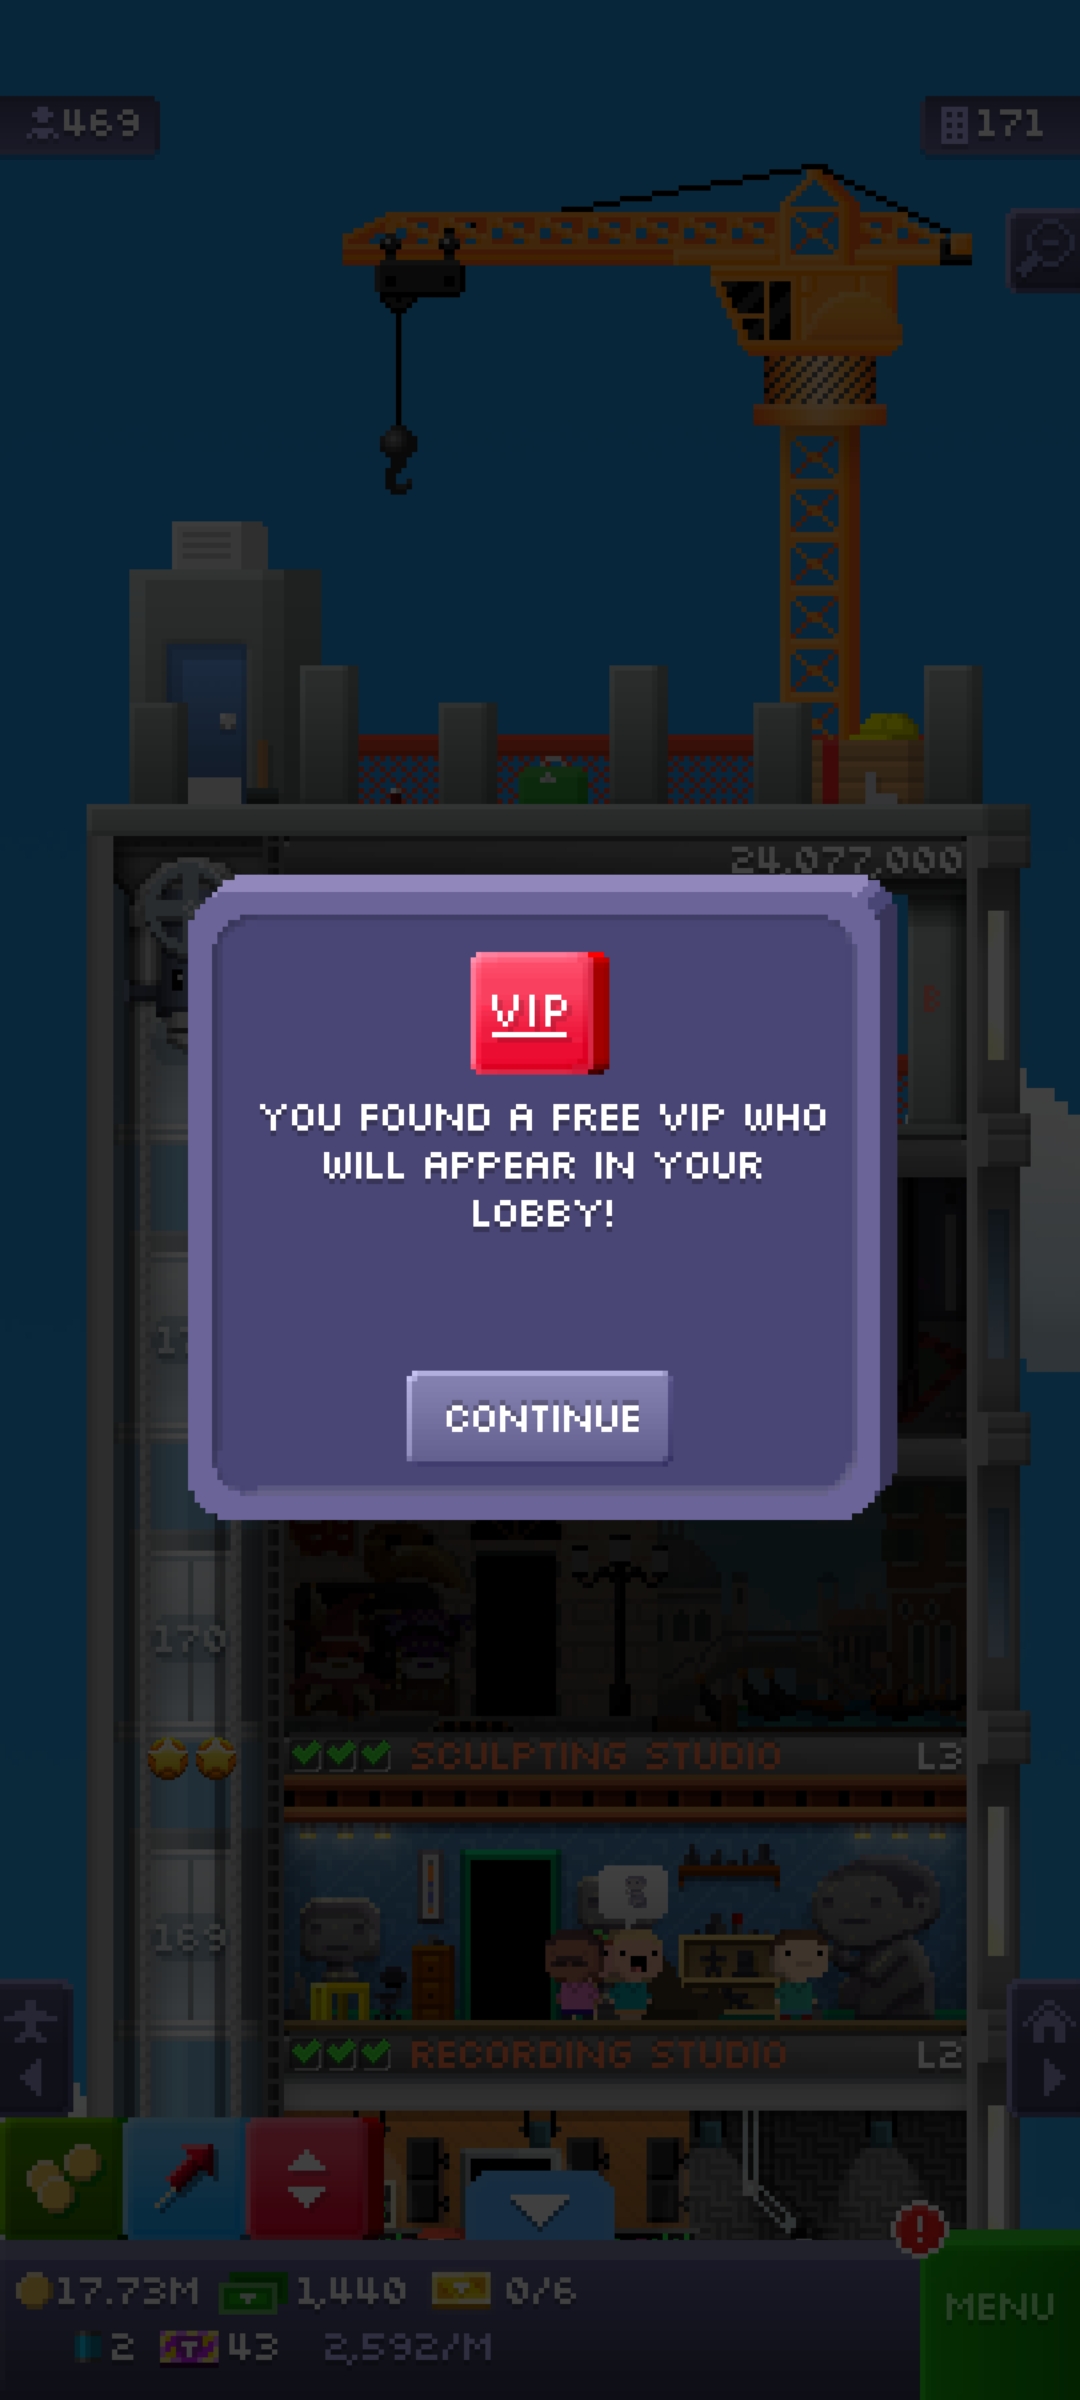 469
171
24,077,000
VIP
YOU FOUND A FREE VIP WHO
WILL APPEAR IN YOUR
LOBBY!
CONTINUE
170
SCULPTING STUDIO
L3
169
RECORDING STUDIO
L2
17.73M
1,440
0/6
MENU
2
T
43
2,592/M